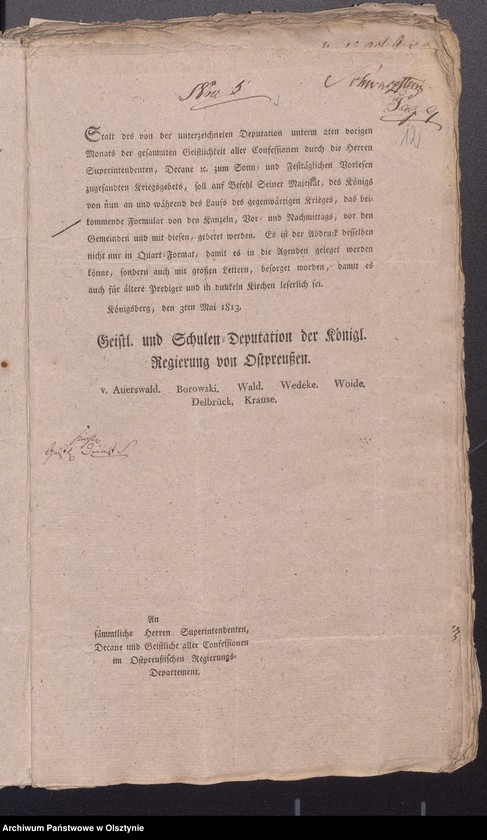 Nro 5
Statt des von der unterzeichneten Deputation unterm 2ten vorigen
Monats der gesammten Geistlichkeit aller Confessionen durch die Herren
Superintendenten, Decane ꝛc. zum Sonn- und Festtäglichen Vorlesen
zugesandten Kriegsgebets, soll auf Befehl Seiner Majestät, des Königs
von nun an und während des Laufs des gegenwärtigen Krieges, das bei-
kommende Formular von den Kanzeln, Vor- und Nachmittags, vor den
Gemeinden und mit diesen, gebetet werden. Es ist der Abdruck desselben
nicht nur in Quart-Format, damit es in die Agenden geleget werden
könne, sondern auch mit großen Lettern, besorget worden, damit es
auch für ältere Prediger und in dunkeln Kirchen leserlich sei.
Königsberg, den 3ten Mai 1813.
Geistl. und Schulen-Deputation der Königl.
Regierung von Ostpreußen.
v. Auerswald. Borowski. Wald. Wedeke. Woide.
Delbrück. Krause.
An
sämmtliche Herren Superintendenten,
Decane und Geistliche aller Confessionen
im Ostpreußischen Regierungs-
Departement.
Archiwum Państwowe w Olsztynie